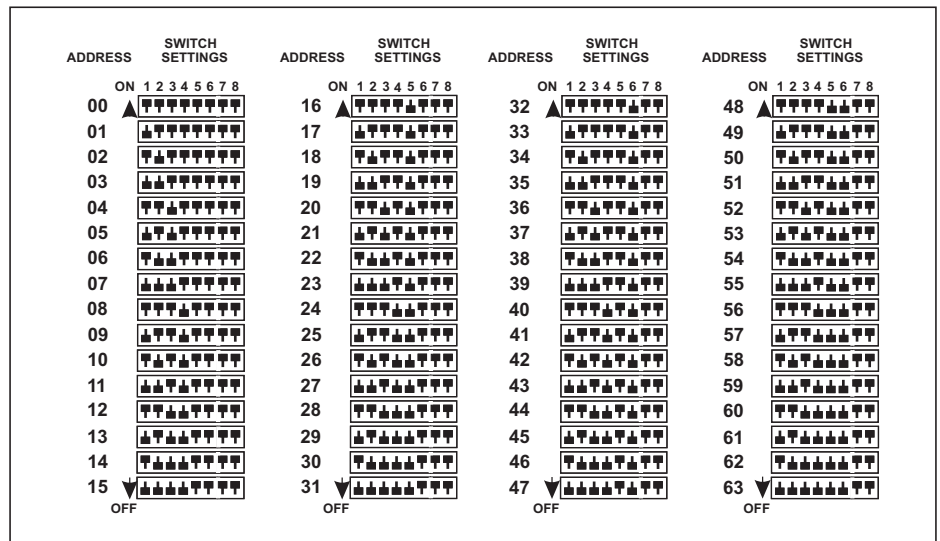 ADDRESS SWITCH SETTINGS ADDRESS SWITCH SETTINGS ADDRESS SWITCH SETTINGS ADDRESS SWITCH SETTINGS
ON 1 2 3 4 5 6 7 8 ON 1 2 3 4 5 6 7 8 ON 1 2 3 4 5 6 7 8 ON 1 2 3 4 5 6 7 8
00 16 32 48
01 17 33 49
02 18 34 50
03 19 35 51
04 20 36 52
05 21 37 53
06 22 38 54
07 23 39 55
08 24 40 56
09 25 41 57
10 26 42 58
11 27 43 59
12 28 44 60
13 29 45 61
14 30 46 62
15 31 47 63
OFF OFF OFF OFF